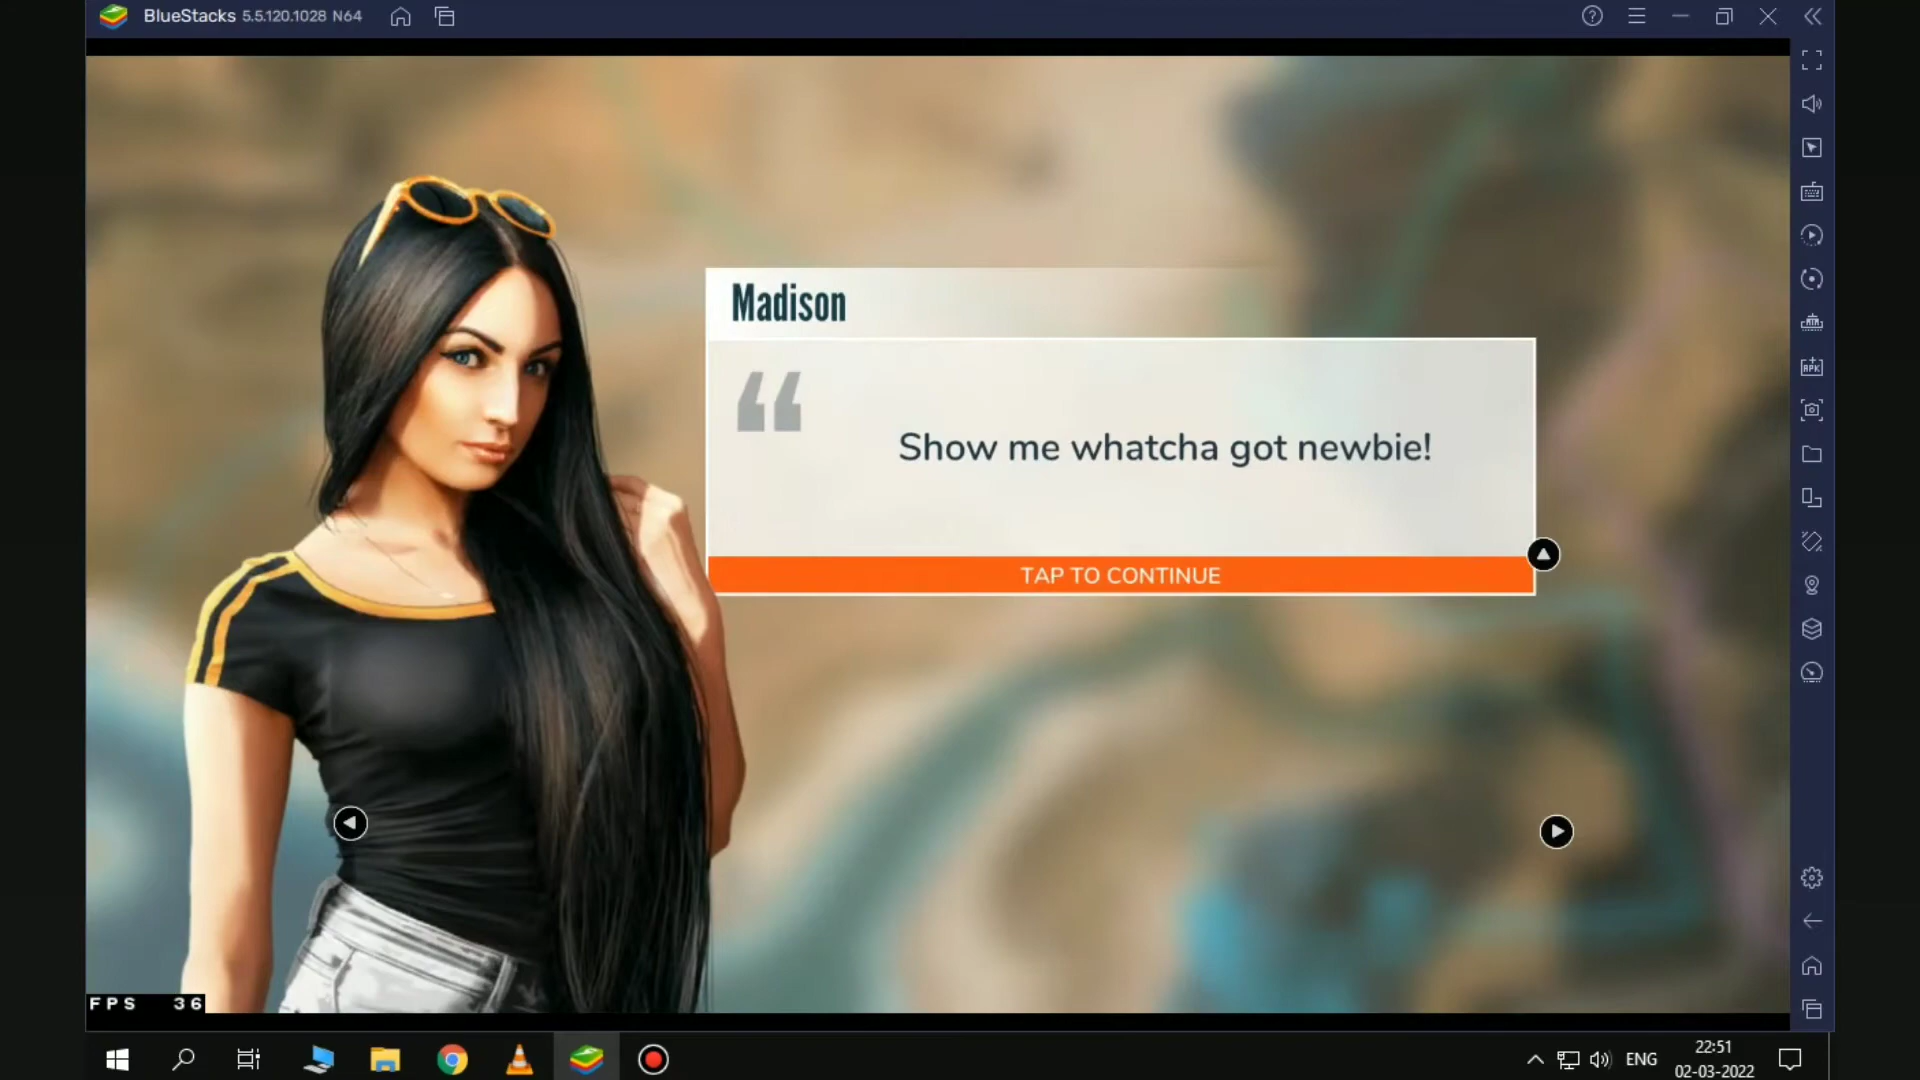 BlueStacks 5.5.120.1028 N64
Madison
“
Show me whatcha got newbie!
TAP TO CONTINUE
FPS 36
ENG
22:51
02-03-2022